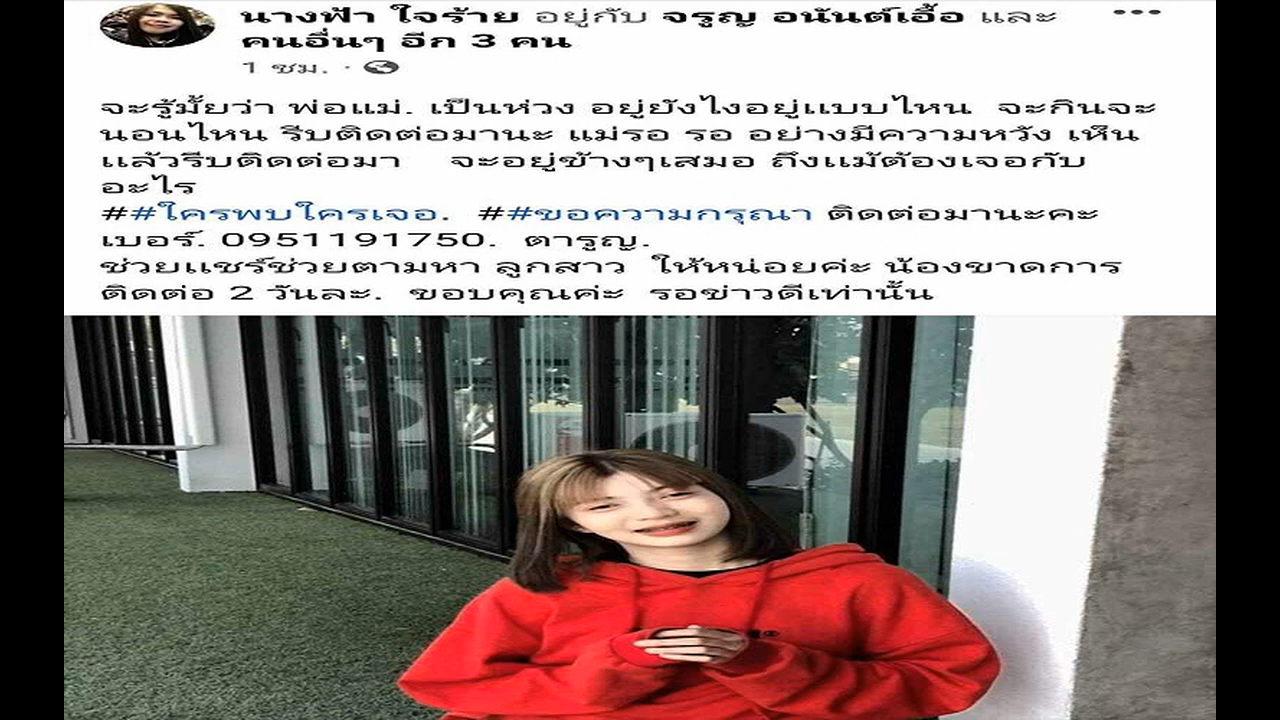 นางฟ้า ใจร้าย อยู่กับ จรูญ อนันต์เอื้อ และ
คนอื่นๆ อีก 3 คน
1 ชม. ·
จะรู้มั้ยว่า พ่อแม่. เป็นห่วง อยู่ยังไงอยู่แบบไหน จะกินจะ
นอนไหน รีบติดต่อมานะ แม่รอ รอ อย่างมีความหวัง เห็น
แล้วรีบติดต่อมา จะอยู่ข้างๆเสมอ ถึงแม้ต้องเจอกับ
อะไร
##ใครพบใครเจอ. ##ขอความกรุณา ติดต่อมานะคะ
เบอร์. 0951191750. ตารูญ.
ช่วยแชร์ช่วยตามหา ลูกสาว ให้หน่อยค่ะ น้องขาดการ
ติดต่อ 2 วันละ. ขอบคุณค่ะ รอข่าวดีเท่านั้น